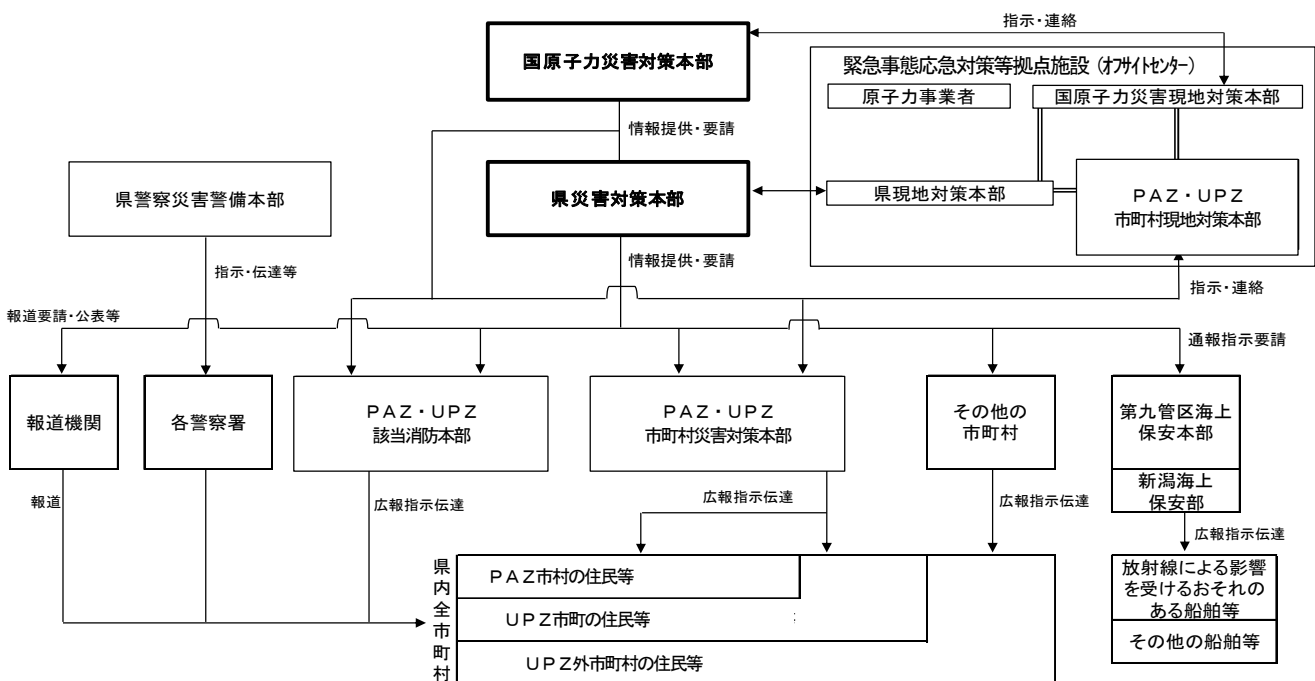 指示・連絡
国原子力災害対策本部
緊急事態応急対策等拠点施設（オフサイトセンター）
原子力事業者
国原子力災害現地対策本部
情報提供・要請
県警察災害警備本部
県災害対策本部
県現地対策本部
ＰＡＺ・ＵＰＺ
市町村現地対策本部
指示・伝達等
情報提供・要請
指示・連絡
報道要請・公表等
通報指示要請
報道機関
各警察署
ＰＡＺ・ＵＰＺ
該当消防本部
ＰＡＺ・ＵＰＺ
市町村災害対策本部
その他の
市町村
第九管区海上
保安本部
新潟海上
保安部
報道
広報指示伝達
広報指示伝達
広報指示伝達
広報指示伝達
県内全市町村
ＰＡＺ市村の住民等
ＵＰＺ市町の住民等
ＵＰＺ外市町村の住民等
放射線による影響
を受けるおそれの
ある船舶等
その他の船舶等